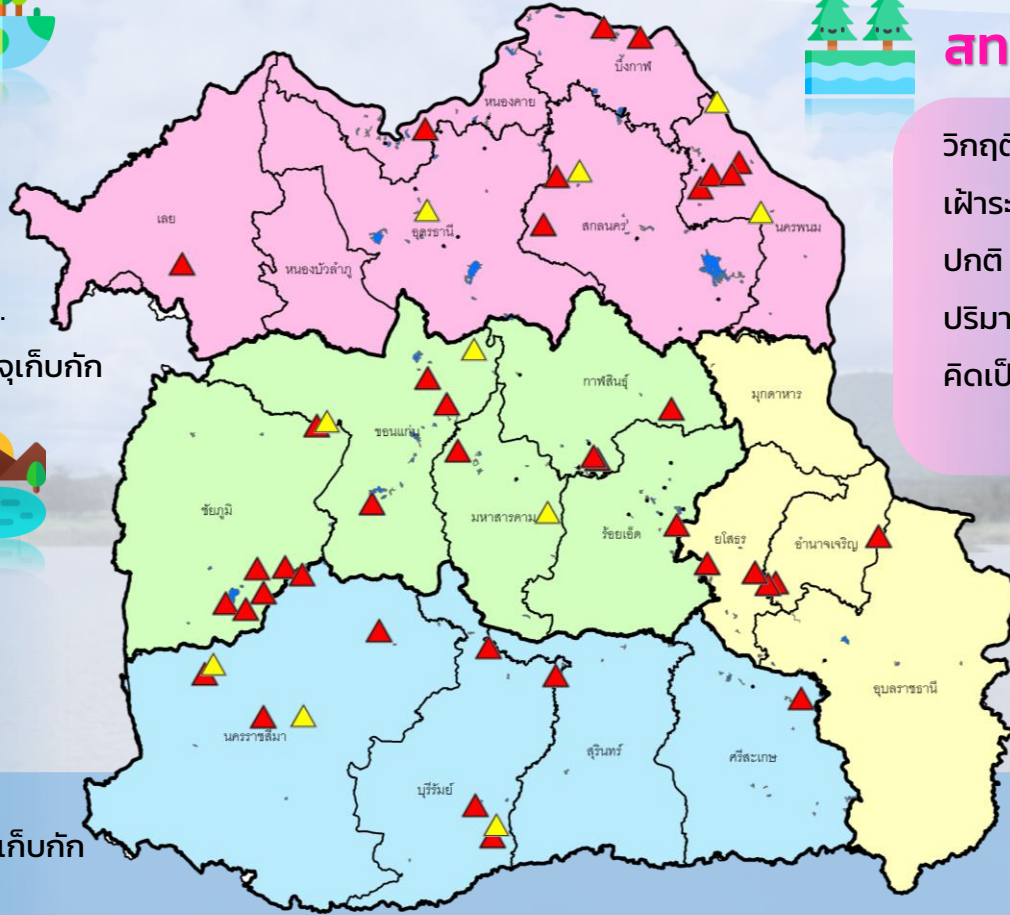 สท
วิกฤติ
เฝ้าระ
ปกติ
ปริมา
คิดเป็
.
จุเก็บกัก
เก็บกัก
บึงกาฬ
หนองคาย
เลย
อุดรธานี
สกลนคร
นครพนม
หนองบัวลำภู
กาฬสินธุ์
มุกดาหาร
ขอนแก่น
ชัยภูมิ
มหาสารคาม
ร้อยเอ็ด
ยโสธร
อำนาจเจริญ
อุบลราชธานี
นครราชสีมา
สุรินทร์
ศรีสะเกษ
บุรีรัมย์